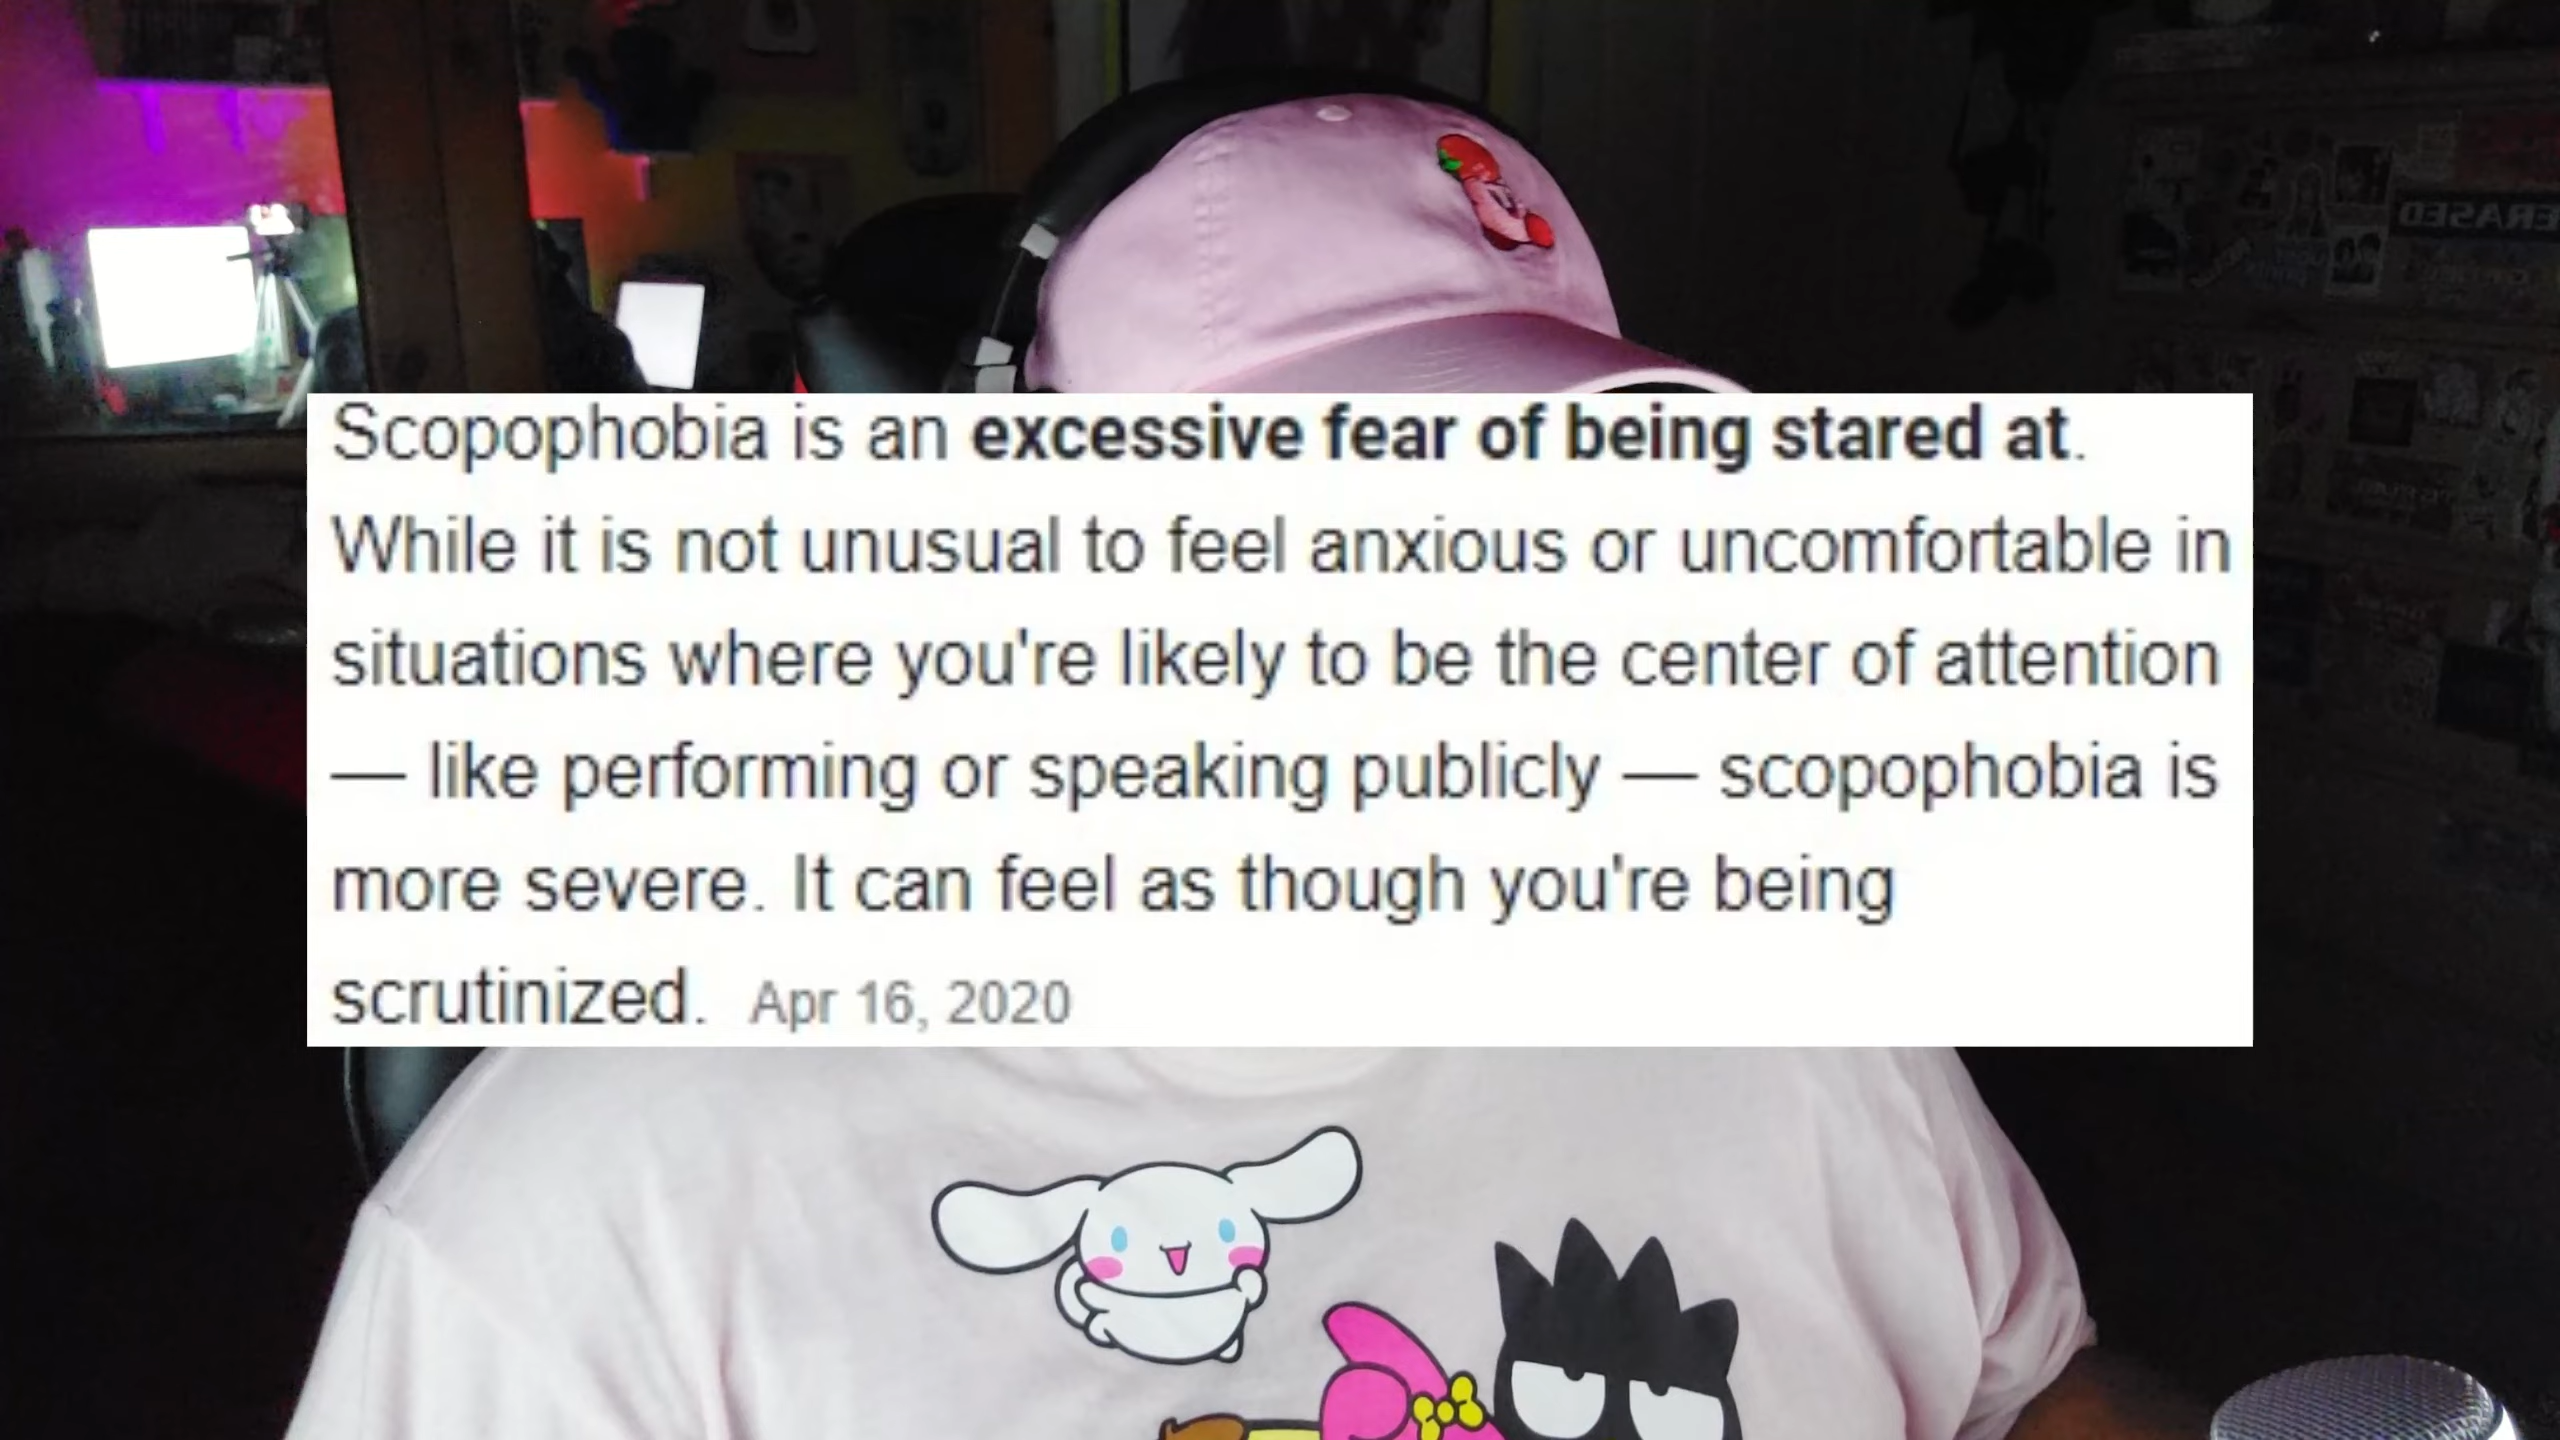 Scopophobia is an excessive fear of being stared at.
While it is not unusual to feel anxious or uncomfortable in
situations where you're likely to be the center of attention
— like performing or speaking publicly — scopophobia is
more severe. It can feel as though you're being
scrutinized. Apr 16, 2020
ERASED